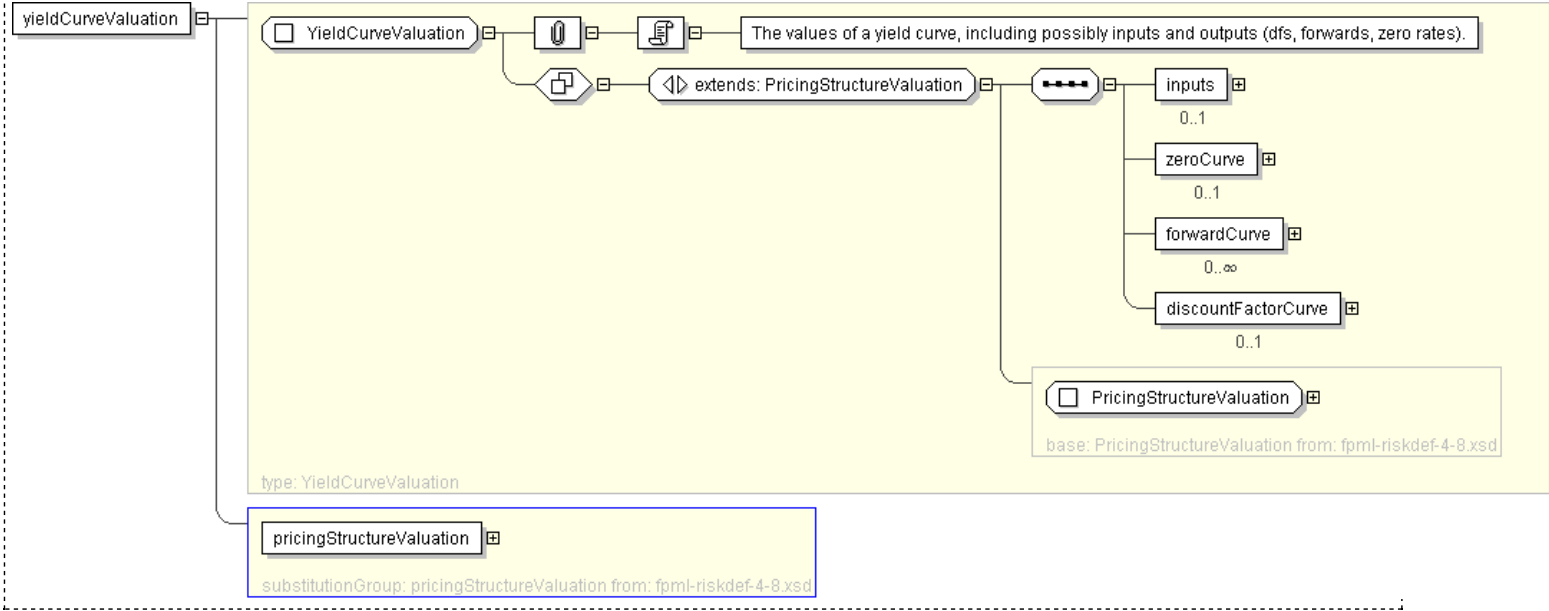 yieldCurveValuation
YieldCurveValuation
The values of a yield curve, including possibly inputs and outputs (dfs, forwards, zero rates).
extends: PricingStructureValuation
inputs
0..1
zeroCurve
0..1
forwardCurve
0..∞
discountFactorCurve
0..1
PricingStructureValuation
base: PricingStructureValuation from: fpml-riskdef-4-8.xsd
type: YieldCurveValuation
pricingStructureValuation
substitutionGroup: pricingStructureValuation from: fpml-riskdef-4-8.xsd